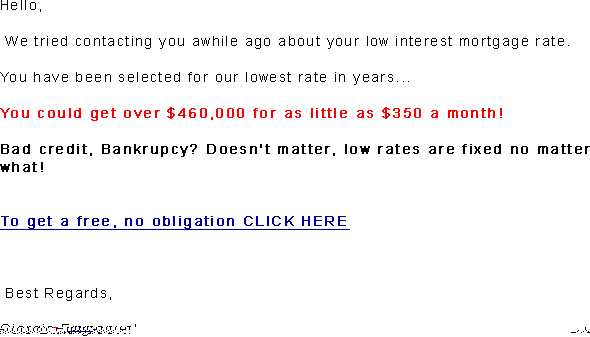 Hello,
We tried contacting you awhile ago about your low interest mortgage rate.
You have been selected for our lowest rate in years...
You could get over $460,000 for as little as $350 a month!
Bad credit, Bankrupcy? Doesn't matter, low rates are fixed no matter
what!
To get a free, no obligation CLICK HERE
Best Regards,